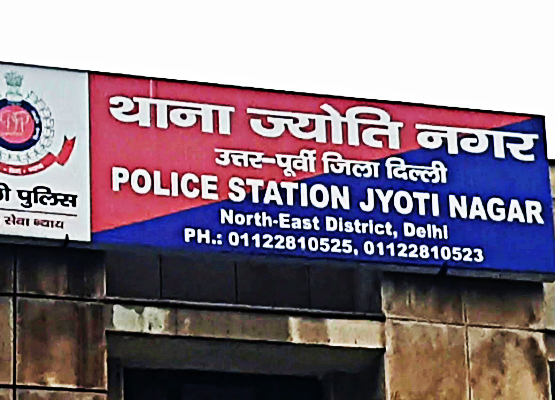 थाना ज्योति नगर
उत्तर-पूर्वी जिला दिल्ली
POLICE STATION JYOTI NAGAR
North-East District, Delhi
PH.: 01122810525, 01122810523
पुलिस
सेवा न्याय